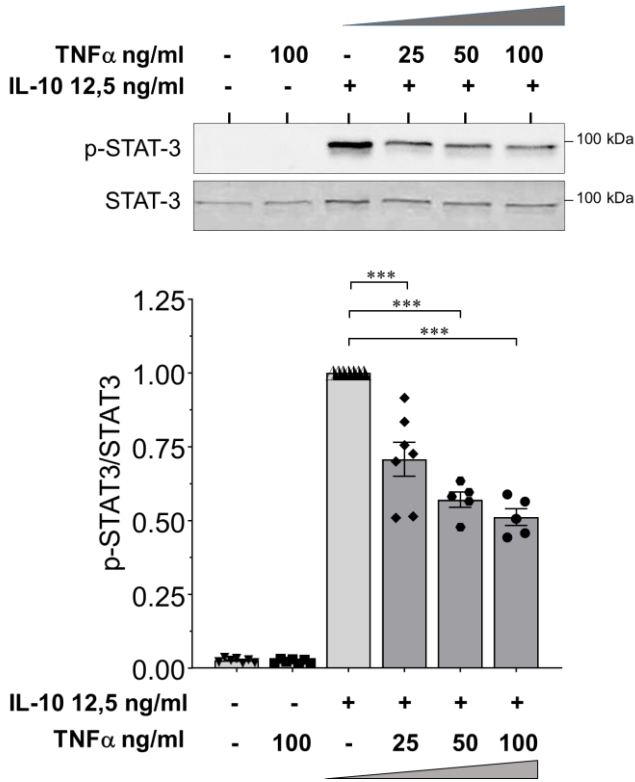 TNFα ng/ml - 100 - 25 50 100
IL-10 12,5 ng/ml - - + + + +
p-STAT-3 100 kDa
STAT-3 100 kDa
***
***
***
1.25
1.00
0.75
0.50
0.25
0.00
p-STAT3/STAT3
IL-10 12,5 ng/ml - - + + + +
TNFα ng/ml - 100 - 25 50 100